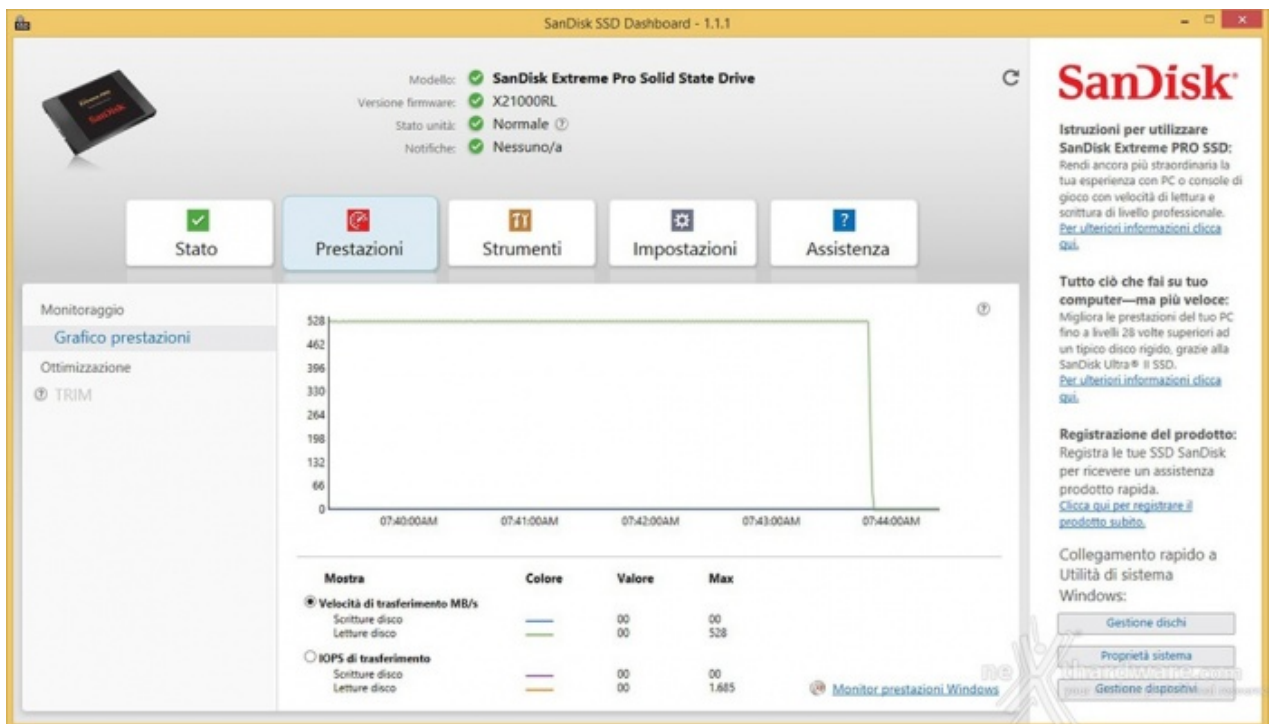 SanDisk SSD Dashboard - 1.1.1
Modello: SanDisk Extreme Pro Solid State Drive
Versione firmware: X21000RL
Stato unità: Normale
Notifiche: Nessuno/a
SanDisk
Stato
Prestazioni
Strumenti
Impostazioni
Assistenza
Monitoraggio
Grafico prestazioni
Ottimizzazione
TRIM
528
462
396
330
264
198
132
66
0
07:40:00AM 07:41:00AM 07:42:00AM 07:43:00AM 07:44:00AM
Mostra Colore Valore Max
Velocità di trasferimento MB/s
Scritture disco 00 00
Letture disco 00 528
IOPS di trasferimento
Scritture disco 00 00
Letture disco 00 1.685
Monitor prestazioni Windows
SanDisk
Istruzioni per utilizzare
SanDisk Extreme PRO SSD:
Rendi ancora più straordinaria la
tua esperienza con PC o console di
gioco con velocità di lettura e
scrittura di livello professionale.
Per ulteriori informazioni clicca
qui.
Tutto ciò che fai su tuo
computer—ma più veloce:
Migliora le prestazioni del tuo PC
fino a livelli 28 volte superiori ad
un tipico disco rigido, grazie alla
SanDisk Ultra® II SSD.
Per ulteriori informazioni clicca
qui.
Registrazione del prodotto:
Registra le tue SSD SanDisk
per ricevere un assistenza
prodotto rapida.
Clicca qui per registrare il
prodotto subito.
Collegamento rapido a
Utilità di sistema
Windows:
Gestione dischi
Proprietà sistema
Gestione dispositivi